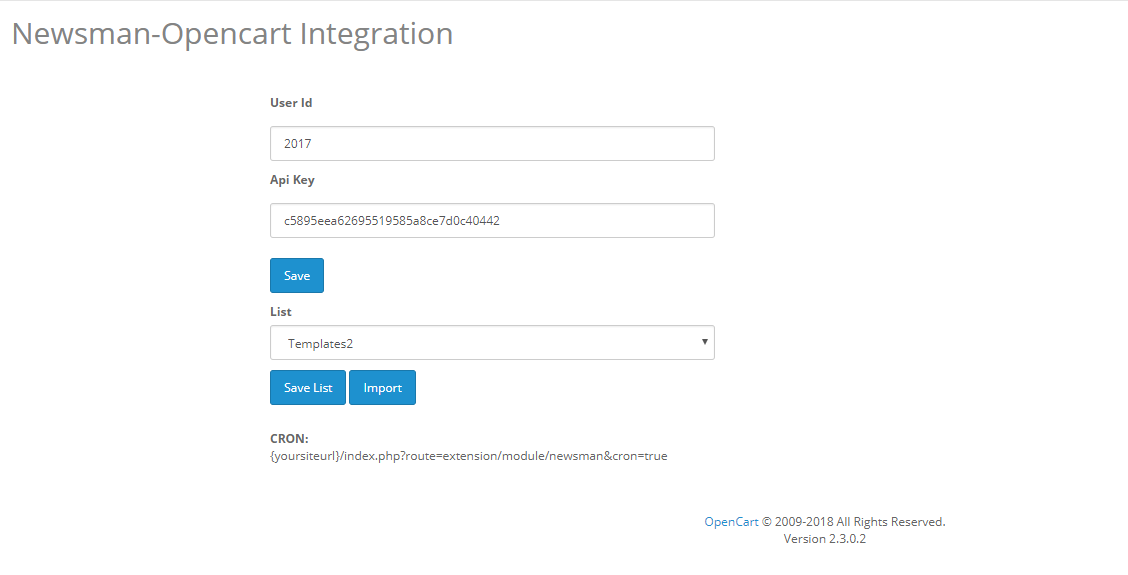 Newsman-Opencart Integration
User Id
2017
Api Key
c5895eea62695519585a8ce7d0c40442
Save
List
Templates2
Save List Import
CRON:
{yoursiteurl}/index.php?route=extension/module/newsman&cron=true
OpenCart © 2009-2018 All Rights Reserved.
Version 2.3.0.2